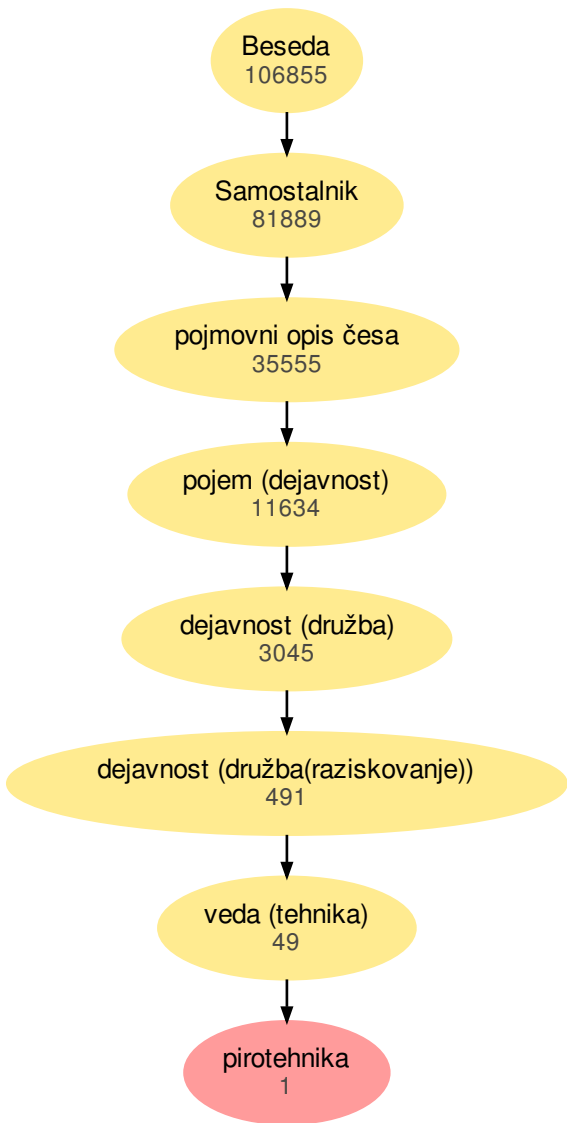 Beseda
106855
Samostalnik
81889
pojmovni opis česa
35555
pojem (dejavnost)
11634
dejavnost (družba)
3045
dejavnost (družba(raziskovanje))
491
veda (tehnika)
49
pirotehnika
1